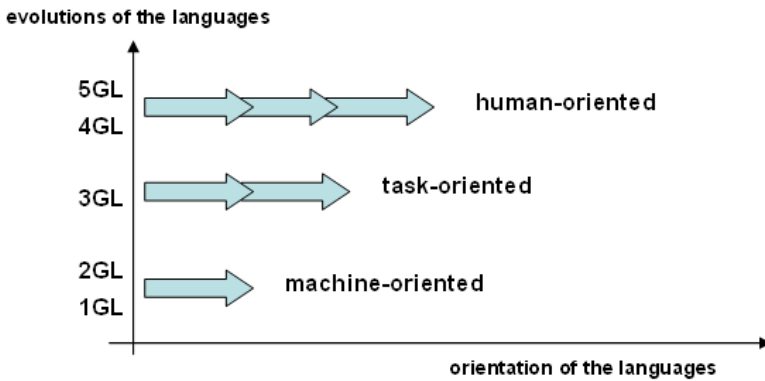 evolutions of the languages
5GL
human-oriented
4GL
task-oriented
3GL
2GL
machine-oriented
1GL
orientation of the languages